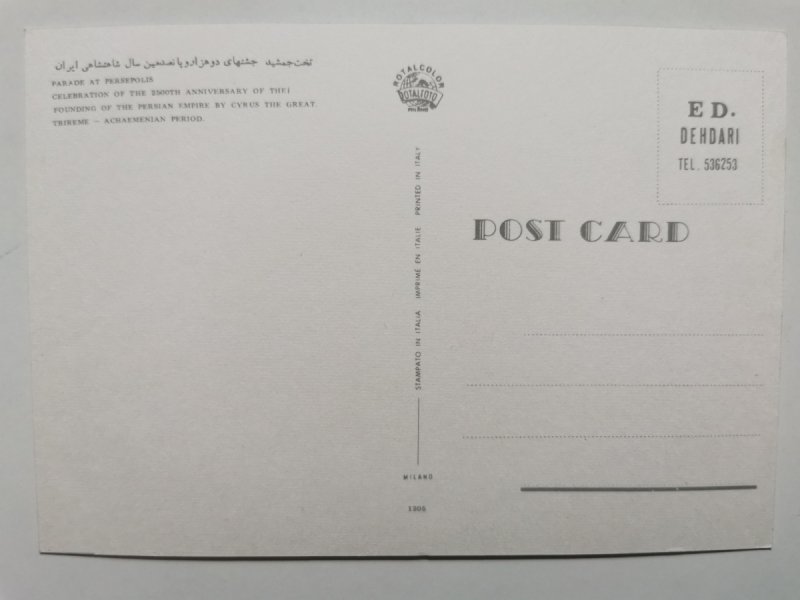 تخت‌جمشید جشنهای دوهزاروپانصدمین سال شاهنشاهی ایران
PARADE AT PERSEPOLIS
CELEBRATION OF THE 2500TH ANNIVERSARY OF THEI
FOUNDING OF THE PERSIAN EMPIRE BY CYRUS THE GREAT.
TRIREME — ACHAEMENIAN PERIOD.
ROTALCOLOR
ROTALFOTO
MILANO
ED.
DEHDARI
TEL. 536253
POST CARD
STAMPATO IN ITALIA IMPRIMÉ EN ITALIE PRINTED IN ITALY
MILANO
1305